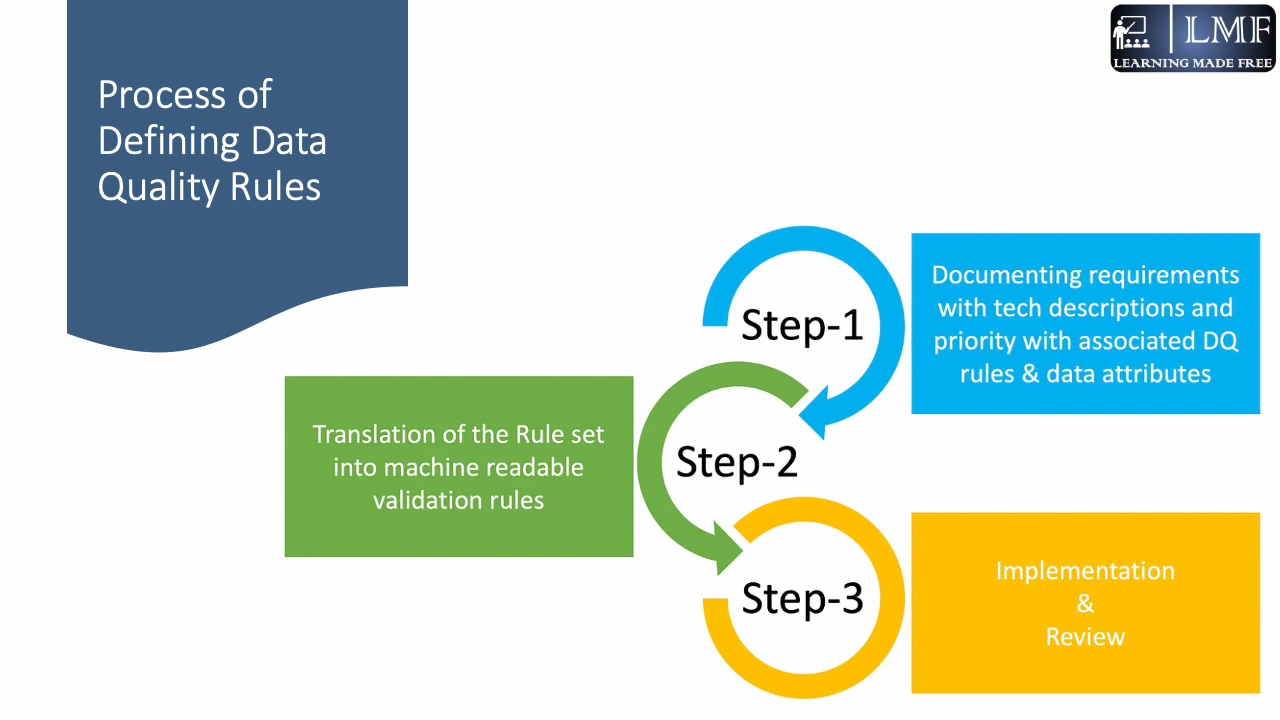 Process of
Defining Data
Quality Rules
LMF
LEARNING MADE FREE
Step-1
Documenting requirements
with tech descriptions and
priority with associated DQ
rules & data attributes
Step-2
Translation of the Rule set
into machine readable
validation rules
Step-3
Implementation
&
Review